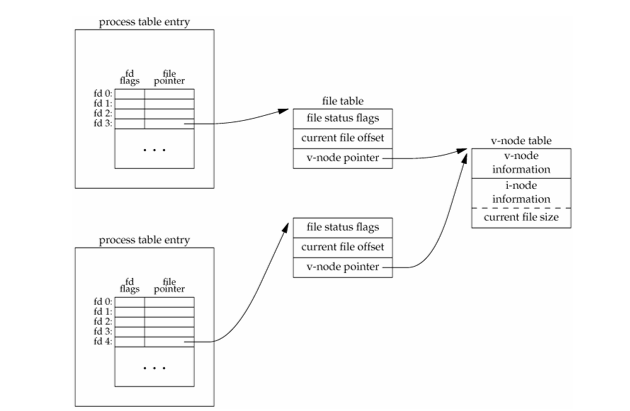 process table entry
fd flags
file pointer
fd 0:
fd 1:
fd 2:
fd 3:
. . .
file table
file status flags
current file offset
v-node pointer
v-node table
v-node
information
i-node
information
current file size
process table entry
fd flags
file pointer
fd 0:
fd 1:
fd 2:
fd 3:
fd 4:
. . .
file status flags
current file offset
v-node pointer